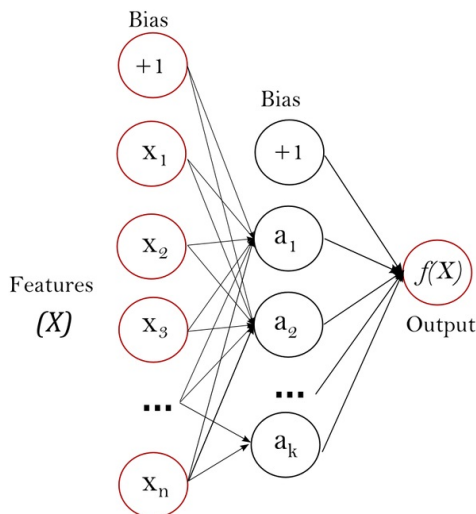 Bias
+1
x1
x2
Features
(X)
x3
...
xn
Bias
+1
a1
a2
...
ak
f(X)
Output